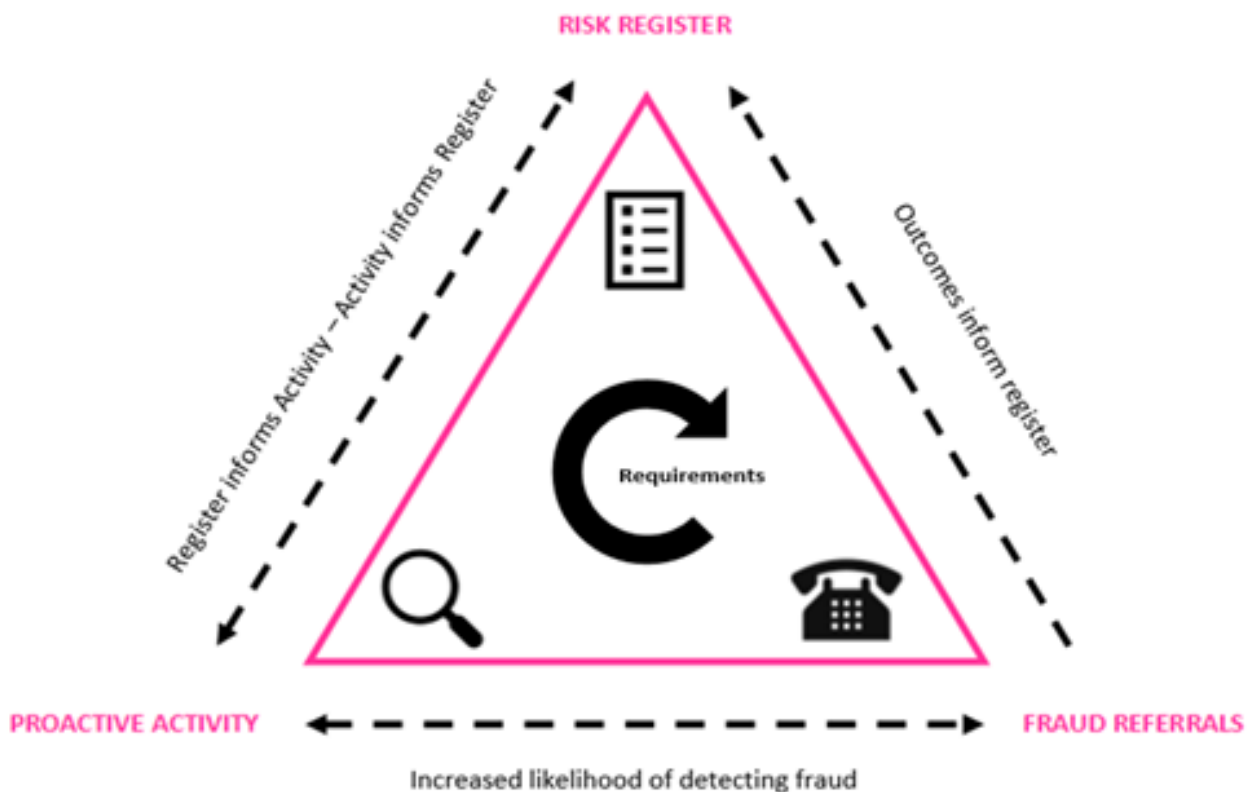 RISK REGISTER
Register informs Activity – Activity informs Register
Outcomes inform register
Requirements
PROACTIVE ACTIVITY
FRAUD REFERRALS
Increased likelihood of detecting fraud